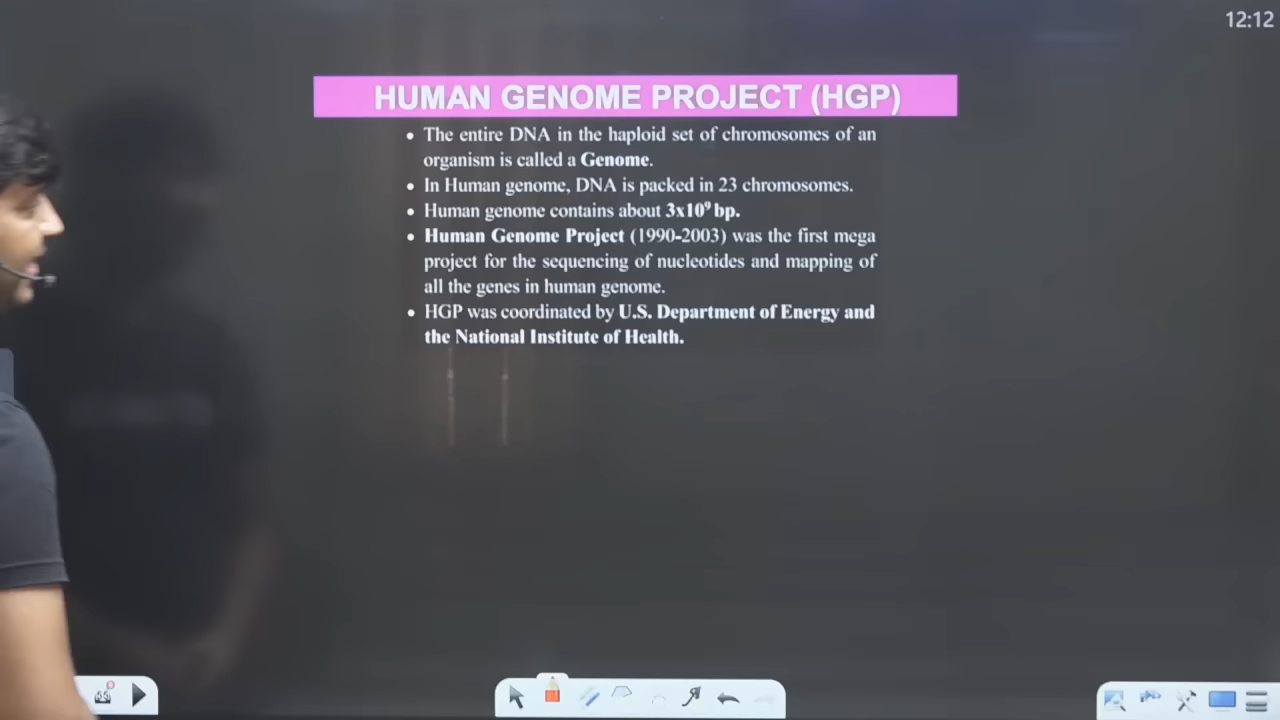 12:12
HUMAN GENOME PROJECT (HGP)
• The entire DNA in the haploid set of chromosomes of an
organism is called a Genome.
• In Human genome, DNA is packed in 23 chromosomes.
• Human genome contains about 3x10⁹ bp.
• Human Genome Project (1990-2003) was the first mega
project for the sequencing of nucleotides and mapping of
all the genes in human genome.
• HGP was coordinated by U.S. Department of Energy and
the National Institute of Health.